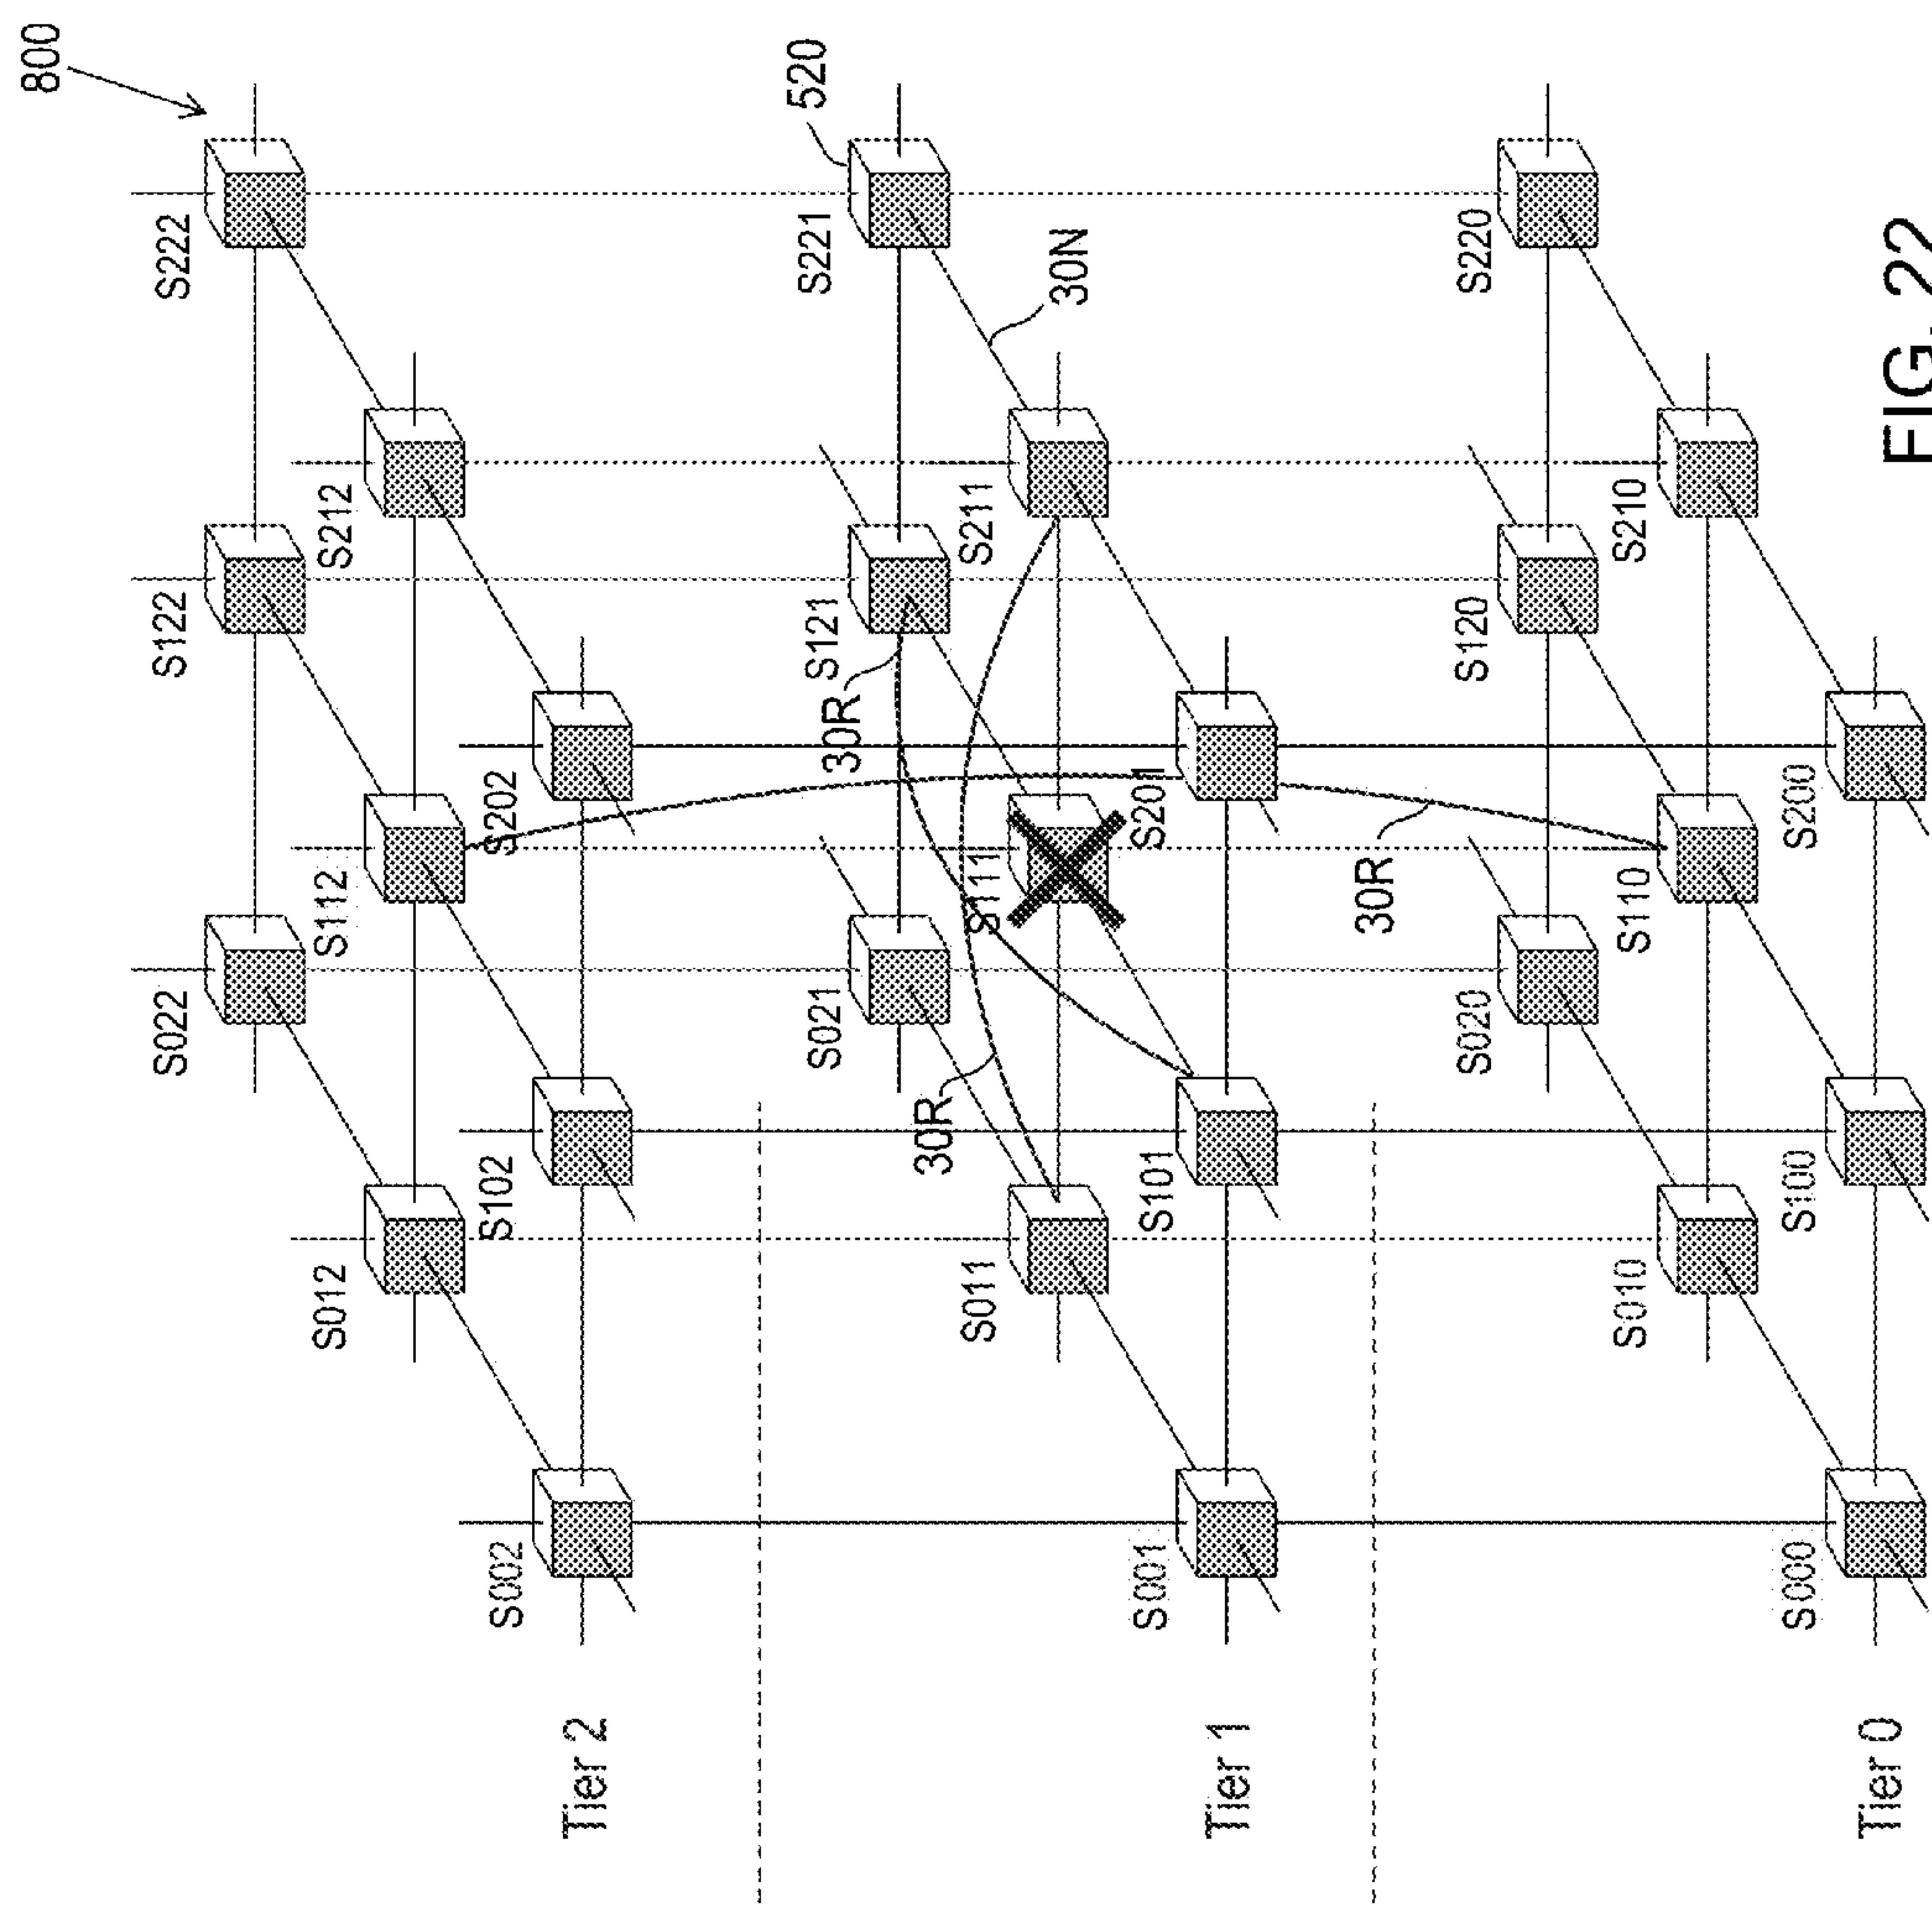 800
S222
S122
S022
S212
S112
S012
S202
S102
S002
Tier 2
520
S221
S121
S021
30N
30R
S211
S111
S011
30R
S201
S101
S001
Tier 1
30R
S220
S120
S020
S210
S110
S010
S200
S100
S000
Tier 0
FIG. 22